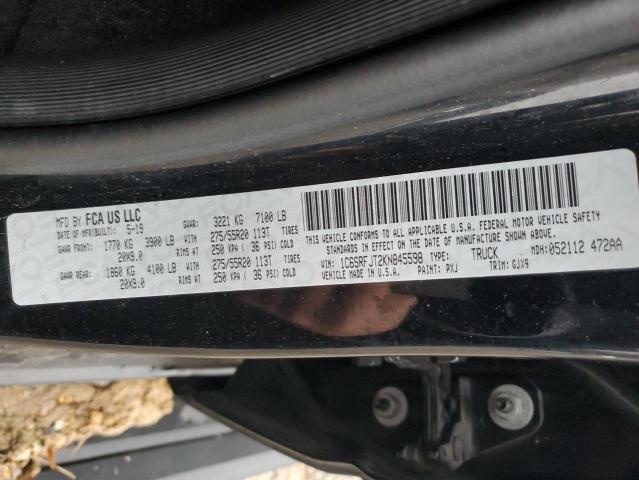 MFD BY FCA US LLC
DATE OF MFR(BUILT): 5-19 GVWR: 3221 KG 7100 LB
GAWR FRONT: 1770 KG 3900 LB WITH 275/55R20 113T TIRES
20X9.0 RIMS AT 250 KPA ( 36 PSI) COLD
GAWR REAR: 1860 KG 4100 LB WITH 275/55R20 113T TIRES
20X9.0 RIMS AT 250 KPA ( 36 PSI) COLD
THIS VEHICLE CONFORMS TO ALL APPLICABLE U.S.A. FEDERAL MOTOR VEHICLE SAFETY
STANDARDS IN EFFECT ON THE DATE OF MANUFACTURE SHOWN ABOVE.
VIN: 1C6SRFJT2KN845598 TYPE: TRUCK MDH: 052112 472AA
VEHICLE MADE IN U.S.A. PAINT: PXJ TRIM: GJX9